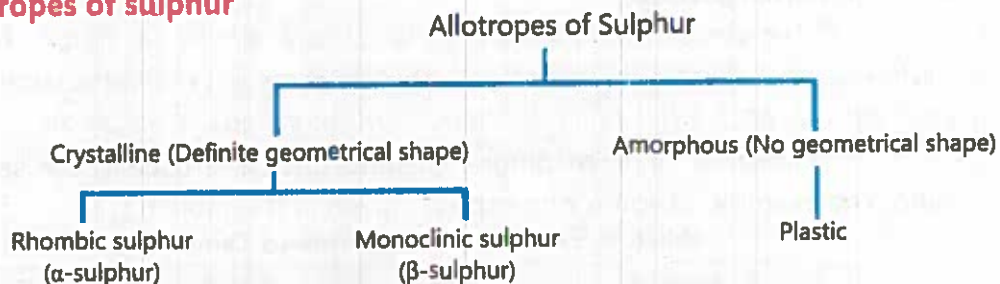 of sulphur
Allotropes of Sulphur
Crystalline (Definite geometrical shape)
Amorphous (No geometrical shape)
Rhombic sulphur
(α-sulphur)
Monoclinic sulphur
(β-sulphur)
Plastic